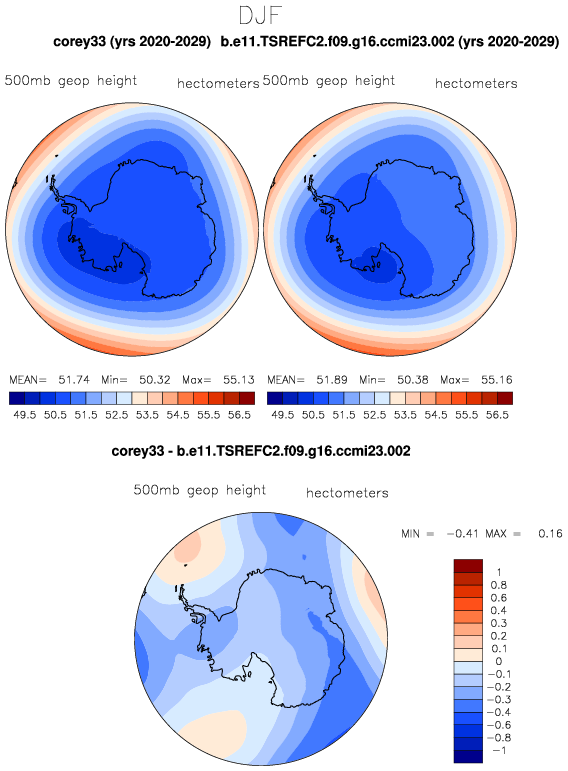 DJF
corey33 (yrs 2020-2029) b.e11.TSREFC2.f09.g16.ccmi23.002 (yrs 2020-2029)
500mb geop height hectometers 500mb geop height hectometers
MEAN= 51.74 Min= 50.32 Max= 55.13 MEAN= 51.89 Min= 50.38 Max= 55.16
49.5 50.5 51.5 52.5 53.5 54.5 55.5 56.5 49.5 50.5 51.5 52.5 53.5 54.5 55.5 56.5
corey33 - b.e11.TSREFC2.f09.g16.ccmi23.002
500mb geop height hectometers
MIN = -0.41 MAX = 0.16
1
0.8
0.6
0.4
0.3
0.2
0.1
0
-0.1
-0.2
-0.3
-0.4
-0.6
-0.8
-1